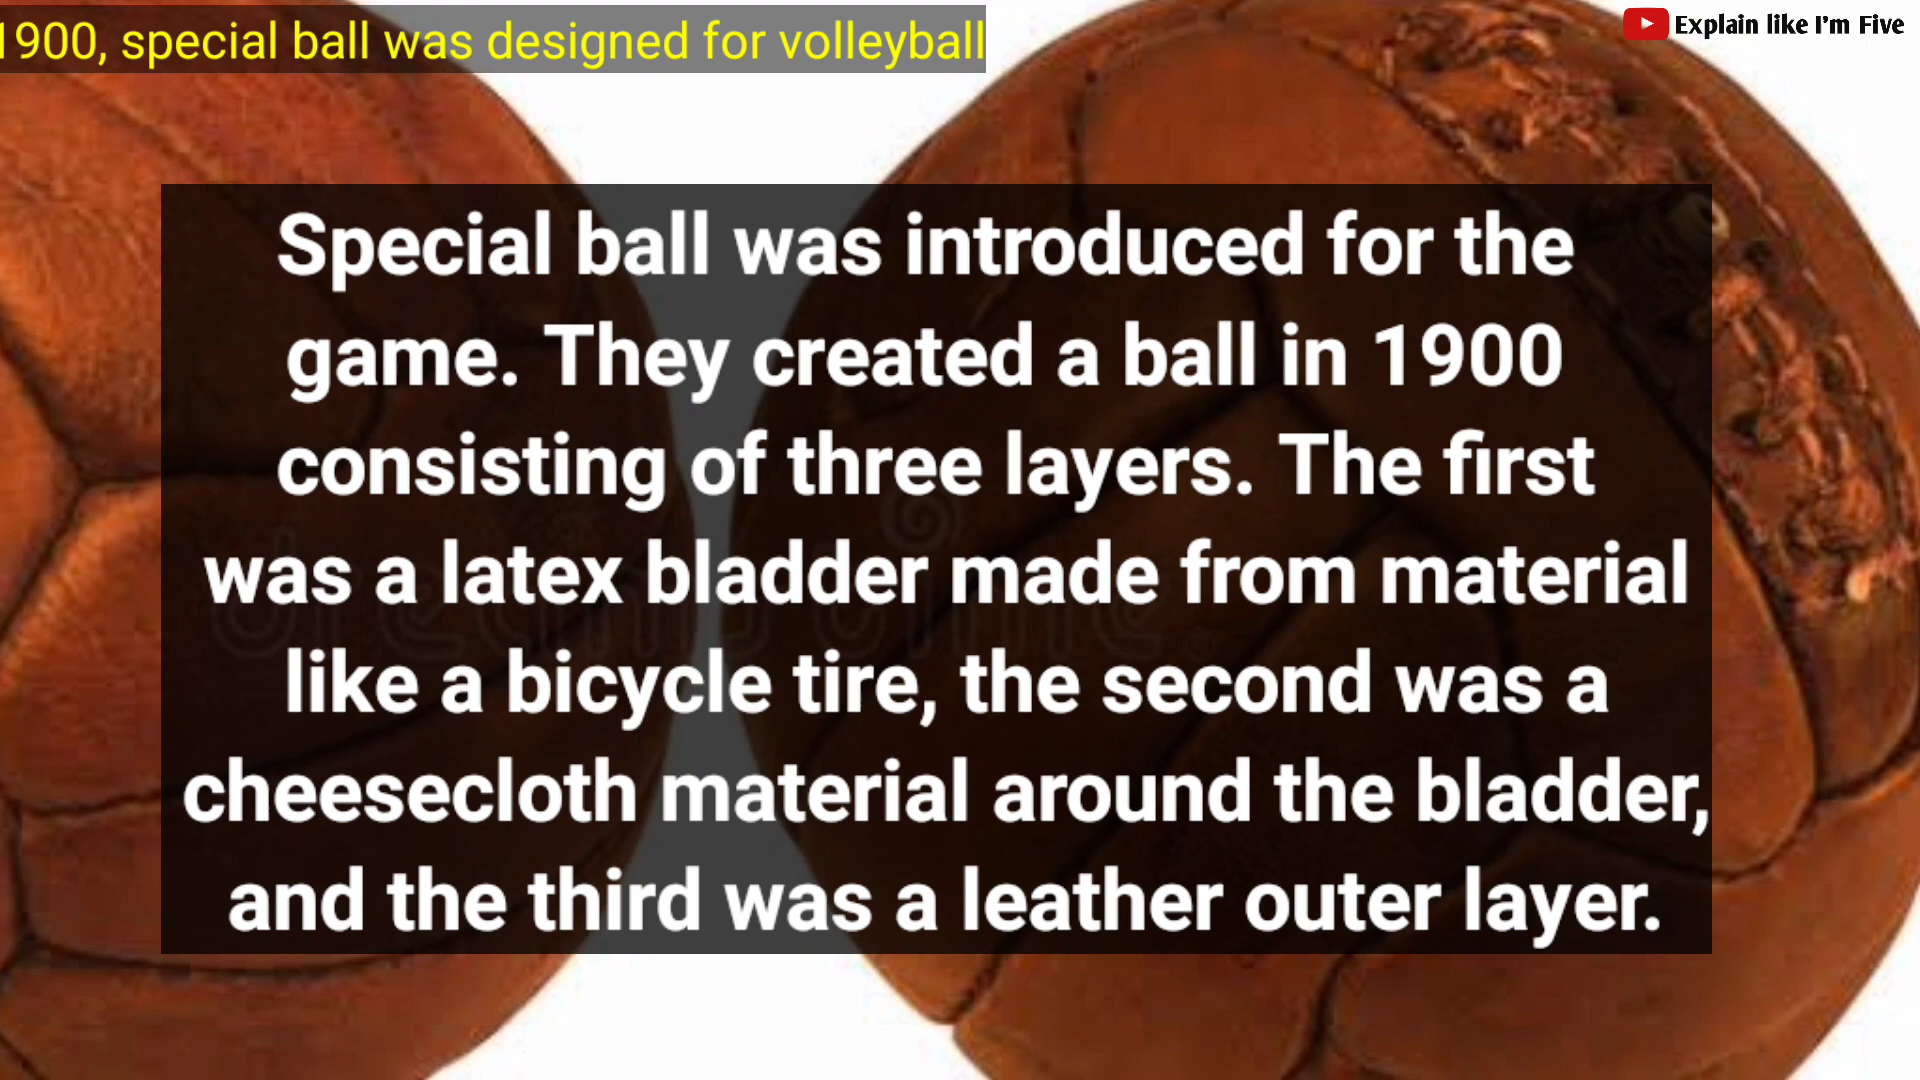 1900, special ball was designed for volleyball
Explain like I'm Five
Special ball was introduced for the
game. They created a ball in 1900
consisting of three layers. The first
was a latex bladder made from material
like a bicycle tire, the second was a
cheesecloth material around the bladder,
and the third was a leather outer layer.
dreamstime